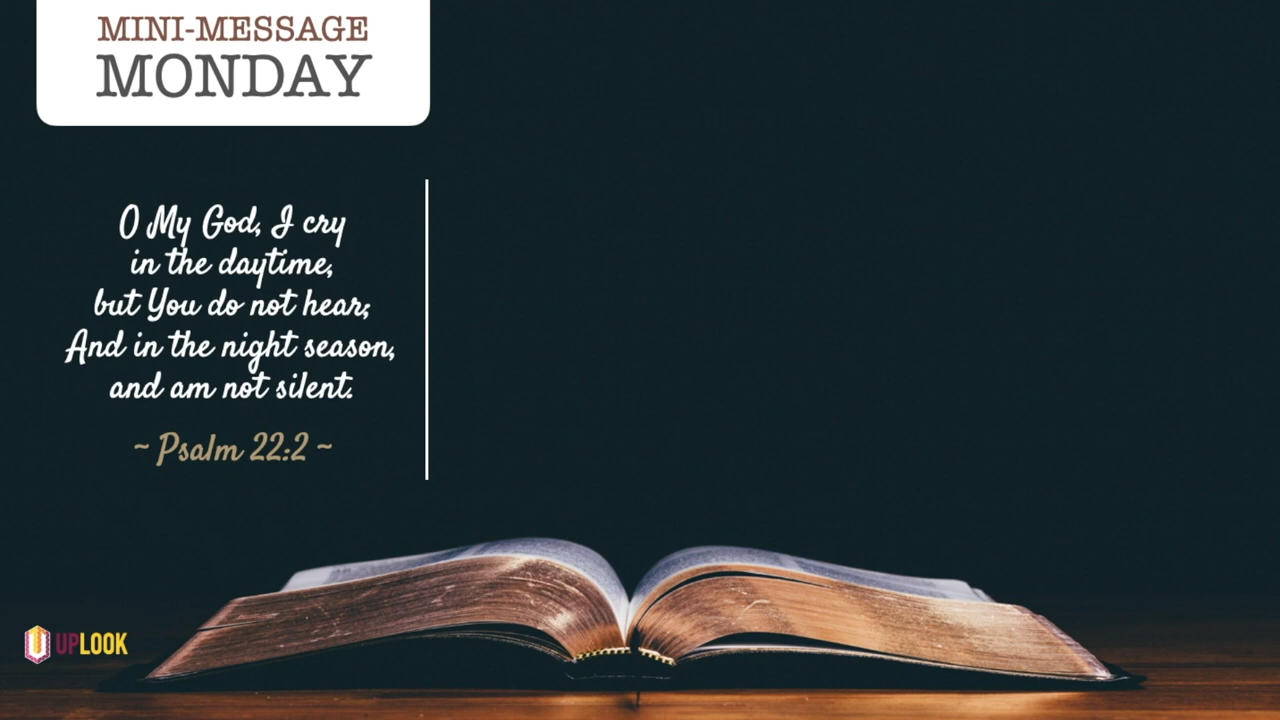 MINI-MESSAGE
MONDAY
O My God, I cry
in the daytime,
but You do not hear;
And in the night season,
and am not silent.
~ Psalm 22:2 ~
UPLOOK